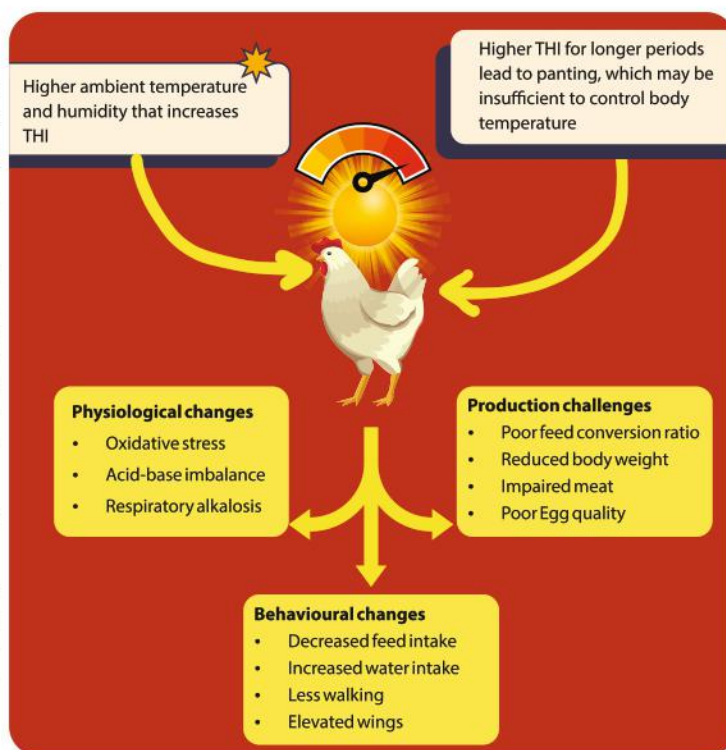 Higher ambient temperature
and humidity that increases
THI
Higher THI for longer periods
lead to panting, which may be
insufficient to control body
temperature
Physiological changes
• Oxidative stress
• Acid-base imbalance
• Respiratory alkalosis
Production challenges
• Poor feed conversion ratio
• Reduced body weight
• Impaired meat
• Poor Egg quality
Behavioural changes
• Decreased feed intake
• Increased water intake
• Less walking
• Elevated wings